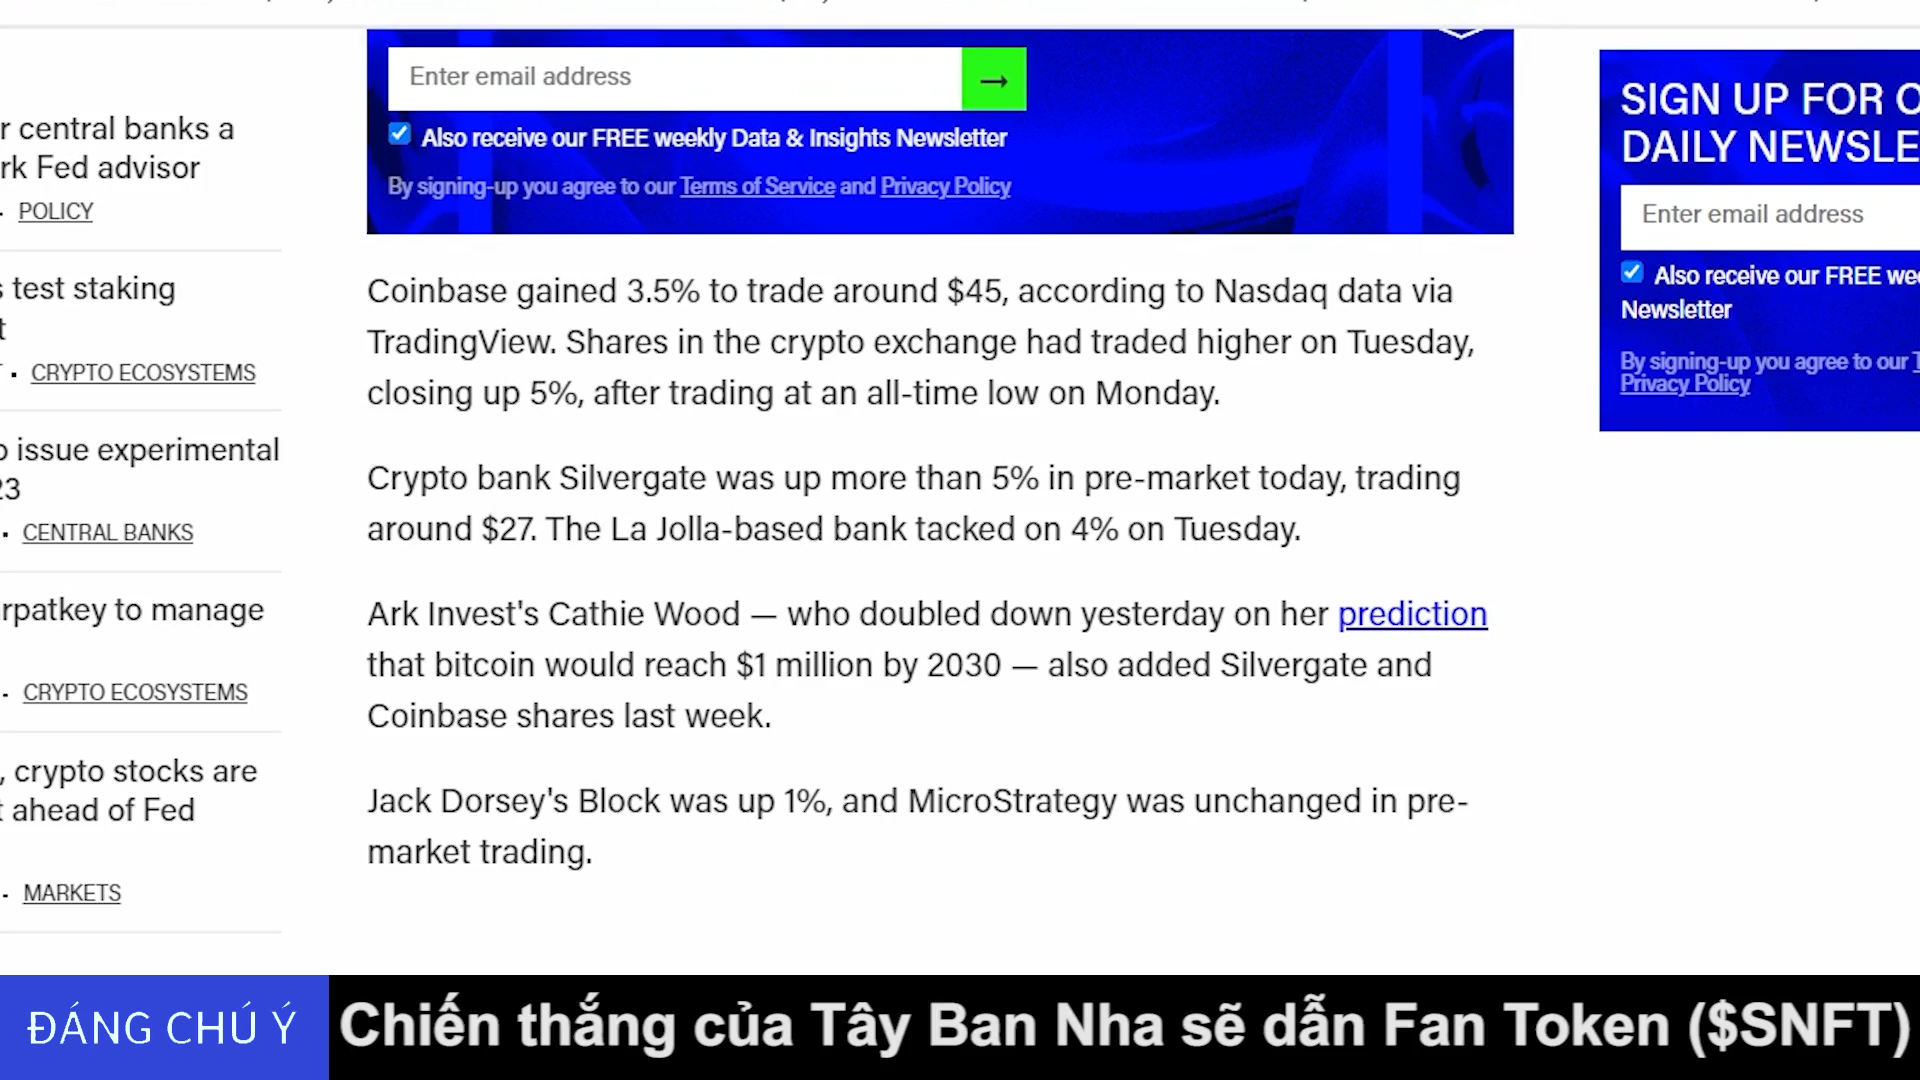 r central banks a
rk Fed advisor
· POLICY
s test staking
t
· CRYPTO ECOSYSTEMS
o issue experimental
23
· CENTRAL BANKS
rpatkey to manage
· CRYPTO ECOSYSTEMS
, crypto stocks are
t ahead of Fed
· MARKETS
Enter email address
→
Also receive our FREE weekly Data & Insights Newsletter
By signing-up you agree to our Terms of Service and Privacy Policy
Coinbase gained 3.5% to trade around $45, according to Nasdaq data via
TradingView. Shares in the crypto exchange had traded higher on Tuesday,
closing up 5%, after trading at an all-time low on Monday.
Crypto bank Silvergate was up more than 5% in pre-market today, trading
around $27. The La Jolla-based bank tacked on 4% on Tuesday.
Ark Invest's Cathie Wood — who doubled down yesterday on her prediction
that bitcoin would reach $1 million by 2030 — also added Silvergate and
Coinbase shares last week.
Jack Dorsey's Block was up 1%, and MicroStrategy was unchanged in pre-
market trading.
SIGN UP FOR O
DAILY NEWSLE
Enter email address
Also receive our FREE wee
Newsletter
By signing-up you agree to our T
Privacy Policy
ĐÁNG CHÚ Ý
Chiến thắng của Tây Ban Nha sẽ dẫn Fan Token ($SNFT)